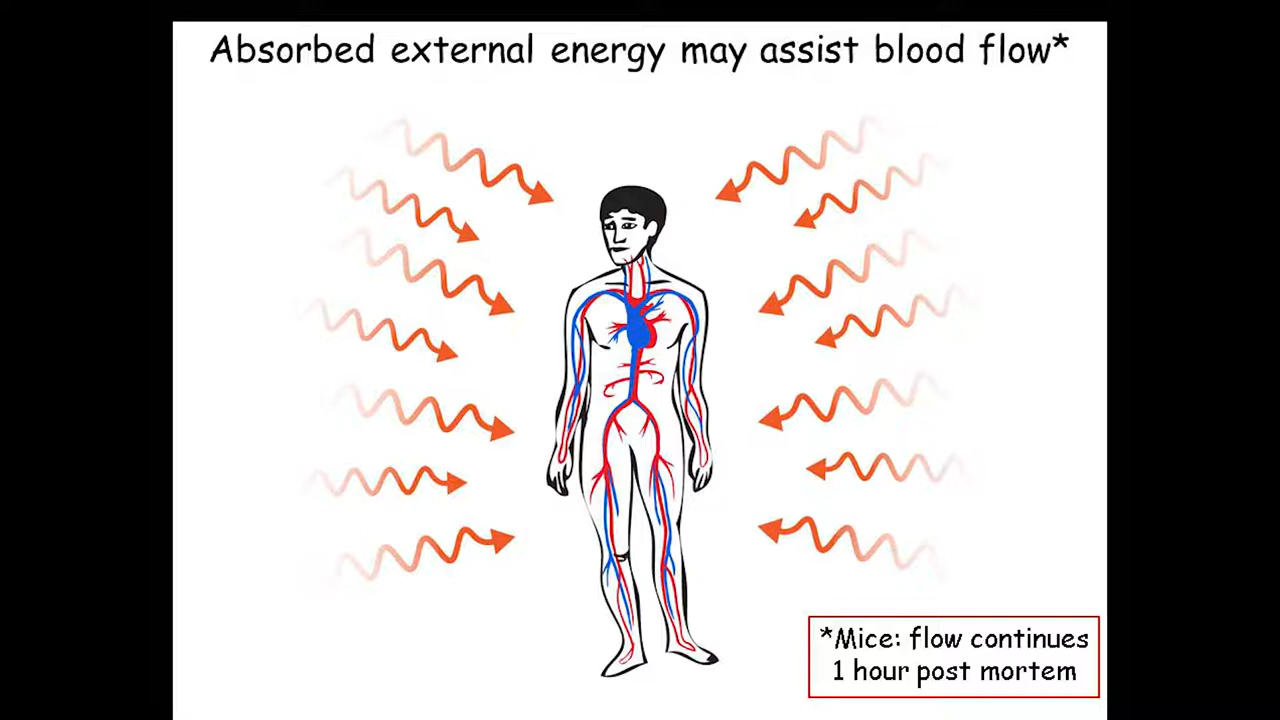 Absorbed external energy may assist blood flow*
*Mice: flow continues
1 hour post mortem